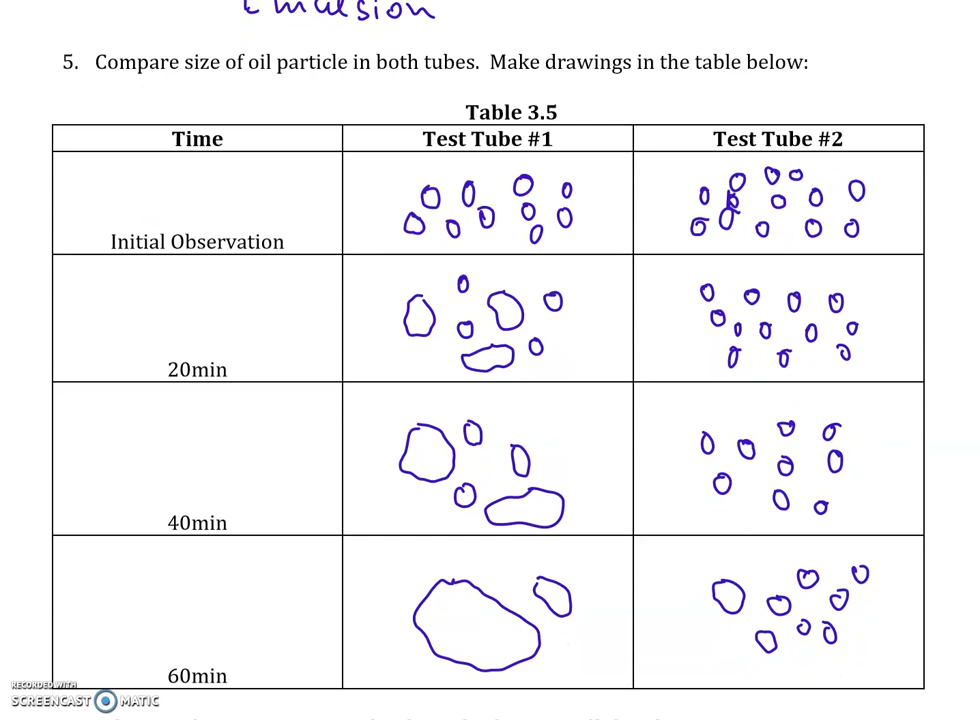 Emulsion
5. Compare size of oil particle in both tubes. Make drawings in the table below:
Table 3.5
Time Test Tube #1 Test Tube #2
Initial Observation
20min
40min
60min
RECORDED WITH
SCREENCAST MATIC